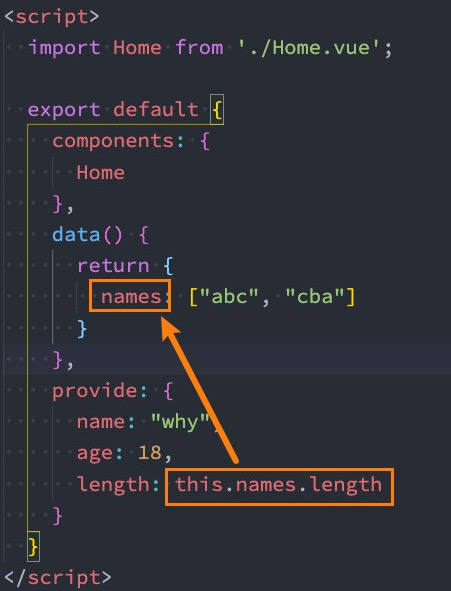 <script>
import Home from './Home.vue';
export default {
components: {
Home
},
data() {
return {
names: ["abc", "cba"]
}
},
provide: {
name: "why",
age: 18,
length: this.names.length
}
}
</script>